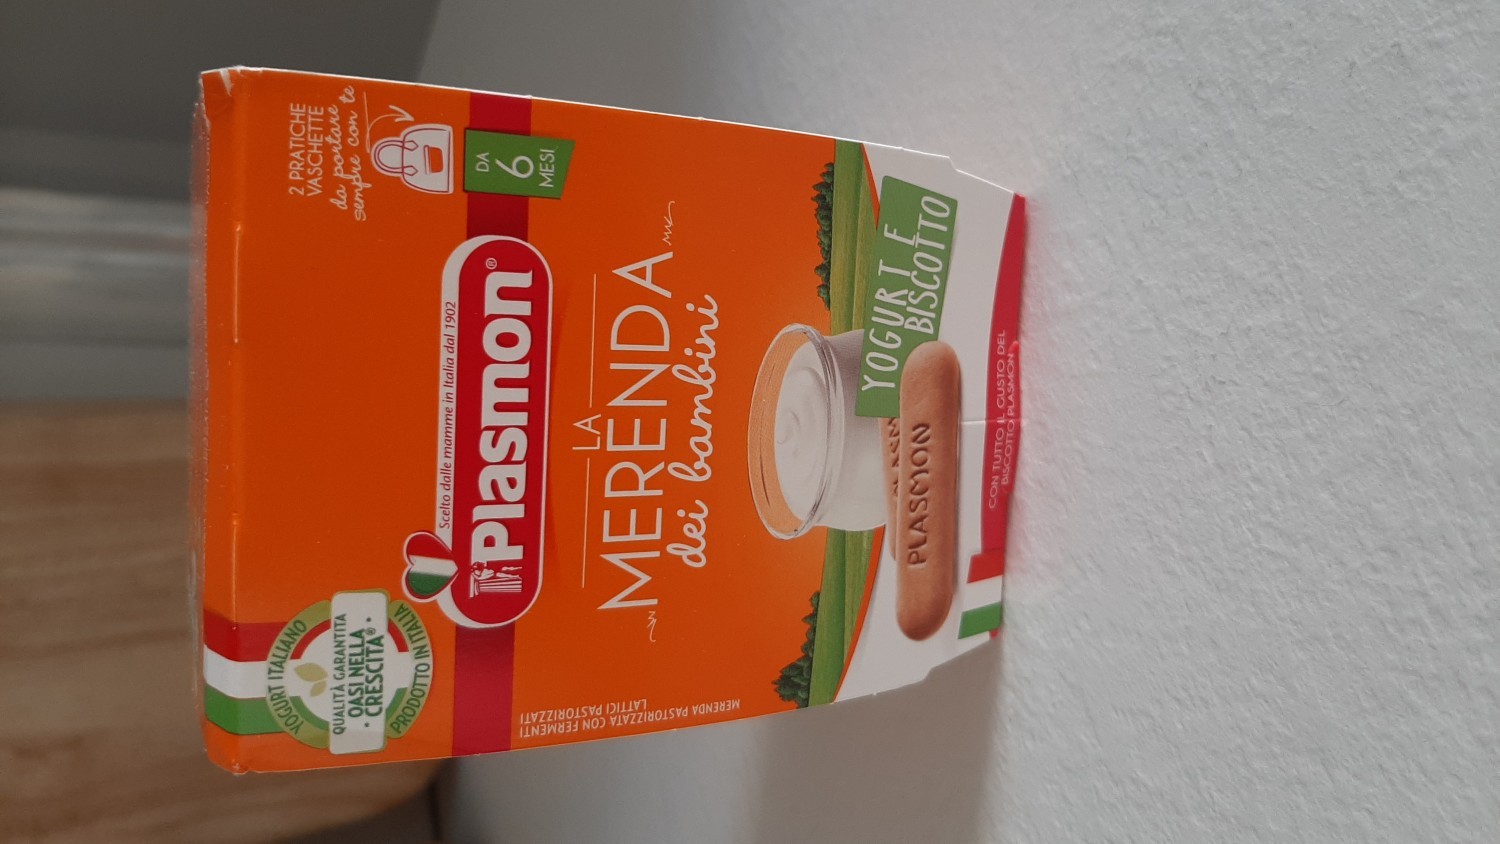 2 PRATICHE
VASCHETTE
da portare
sempre con te
YOGURT ITALIANO
QUALITÀ GARANTITA
OASI NELLA
• CRESCITA® •
PRODOTTO IN ITALIA
Scelto dalle mamme in Italia dal 1902
Plasmon®
DA
6
MESI
LA
MERENDA
dei bambini
MERENDA PASTORIZZATA CON FERMENTI
LATTICI PASTORIZZATI
YOGURT E
BISCOTTO
PLASMON
CON TUTTO IL GUSTO DEL
BISCOTTO PLASMON